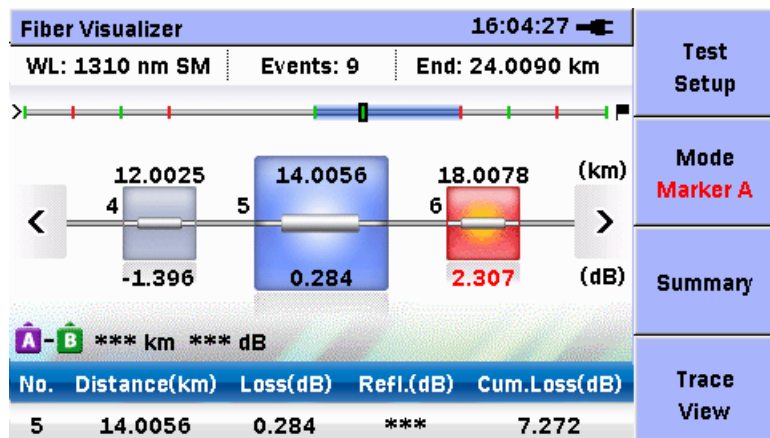 Fiber Visualizer 16:04:27
WL: 1310 nm SM Events: 9 End: 24.0090 km
12.0025 14.0056 18.0078 (km)
4 5 6
-1.396 0.284 2.307 (dB)
A - B *** km *** dB
No. Distance(km) Loss(dB) Refl.(dB) Cum.Loss(dB)
5 14.0056 0.284 *** 7.272
Test
Setup
Mode
Marker A
Summary
Trace
View